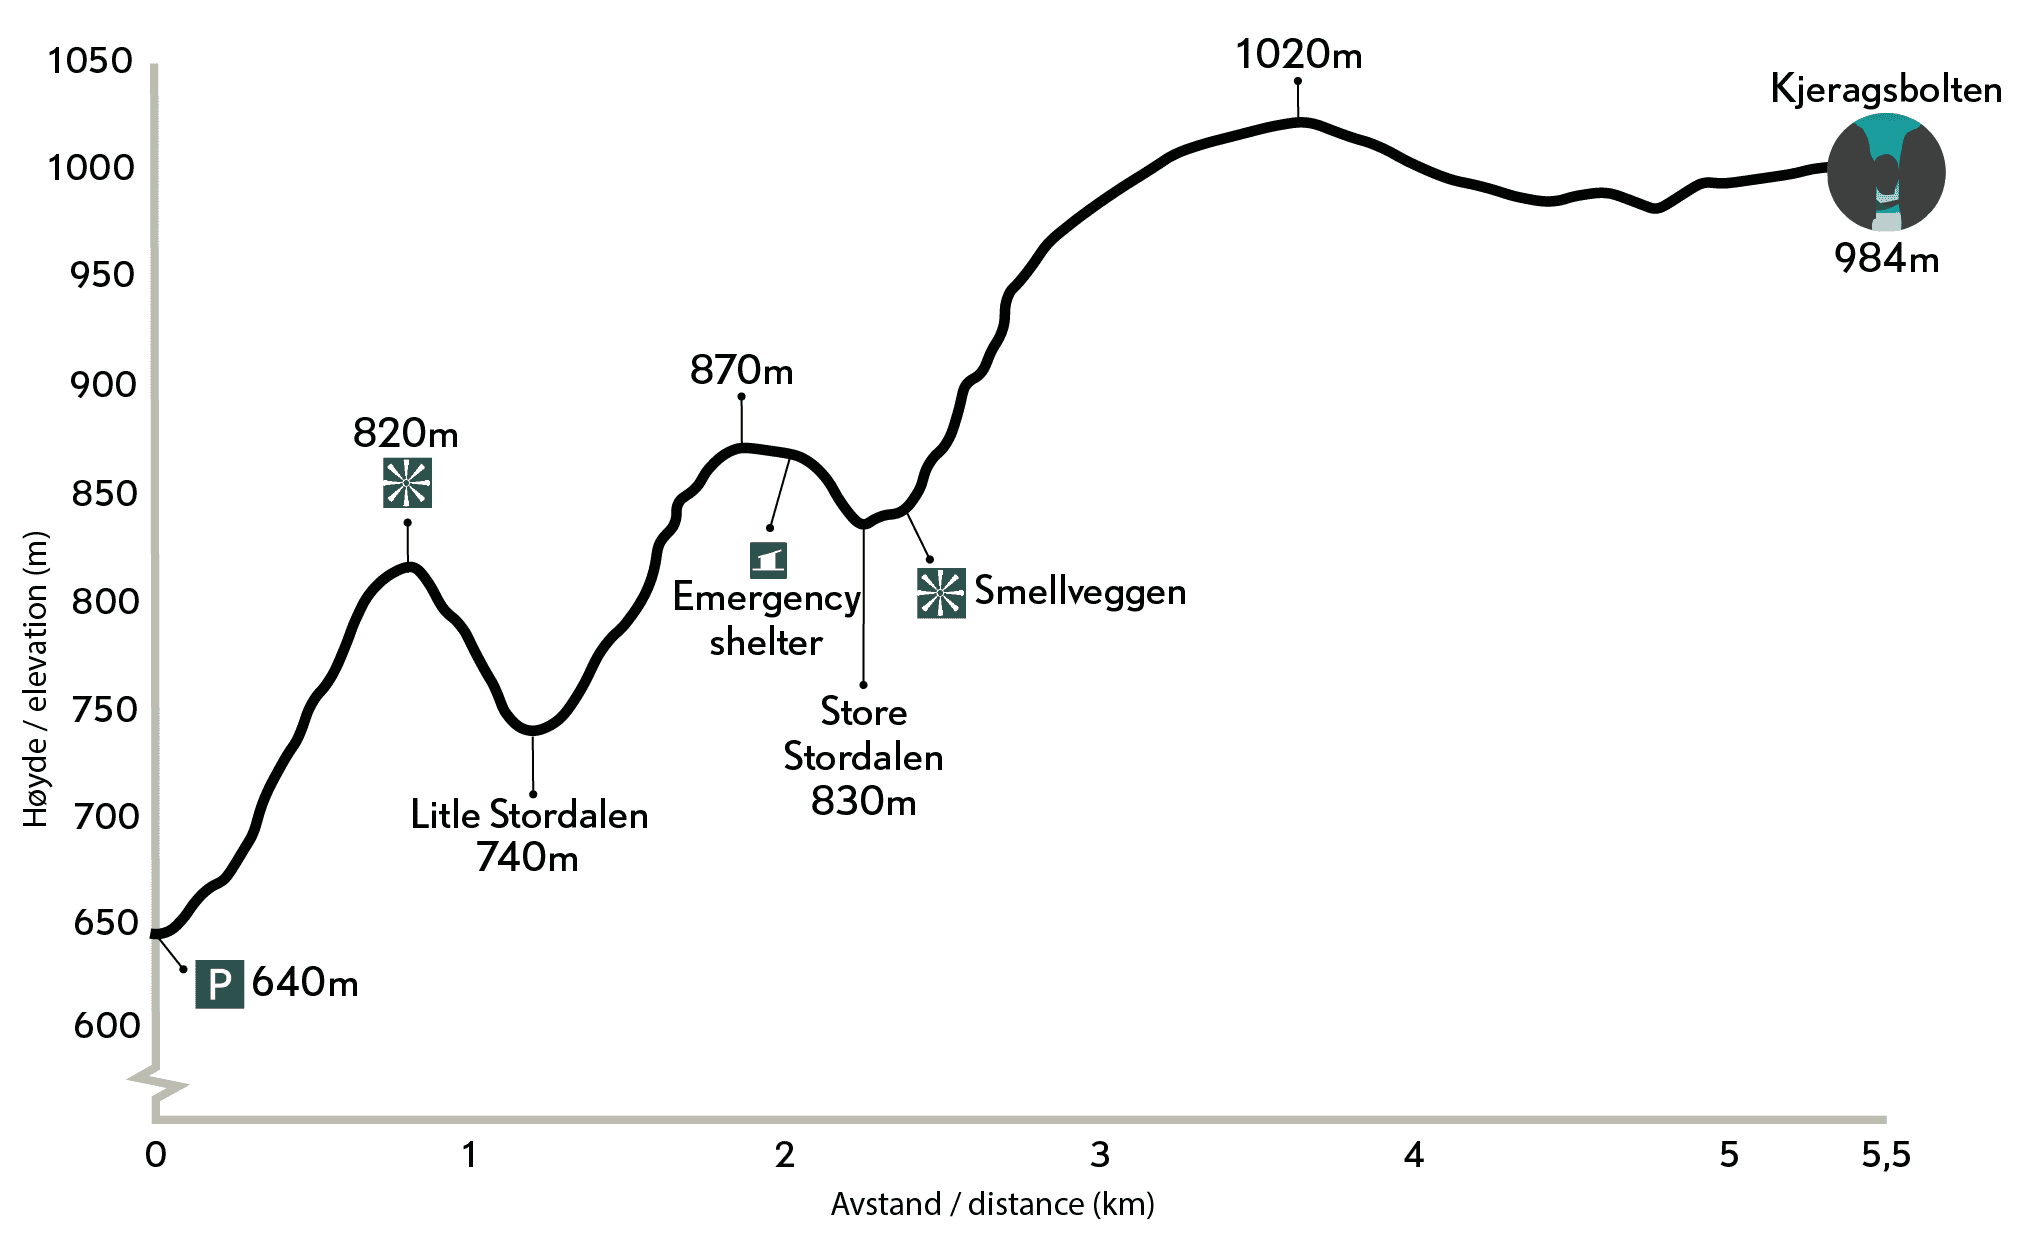 1050
1000
950
900
850
800
750
700
650
600
Høyde / elevation (m)
P 640m
820m
Litle Stordalen
740m
870m
Emergency
shelter
Store
Stordalen
830m
Smellveggen
1020m
Kjeragsbolten
984m
0 1 2 3 4 5 5,5
Avstand / distance (km)